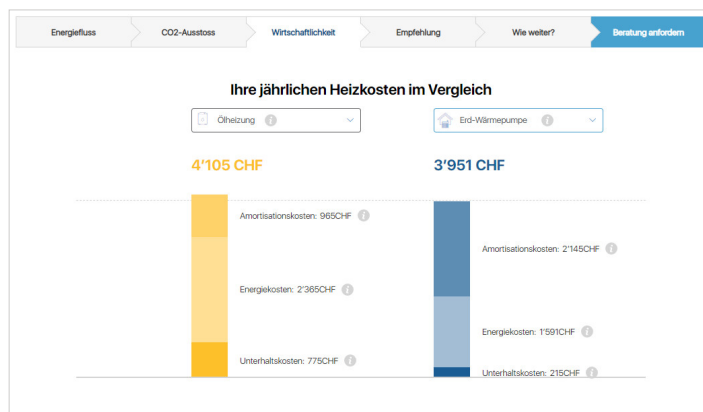 Energiefluss
CO2-Ausstoss
Wirtschaftlichkeit
Empfehlung
Wie weiter?
Beratung anfordern
Ihre jährlichen Heizkosten im Vergleich
Ölheizung i
Erd-Wärmepumpe i
4'105 CHF
3'951 CHF
Amortisationskosten: 965CHF i
Energiekosten: 2'365CHF i
Unterhaltskosten: 775CHF i
Amortisationskosten: 2'145CHF i
Energiekosten: 1'591CHF i
Unterhaltskosten: 215CHF i